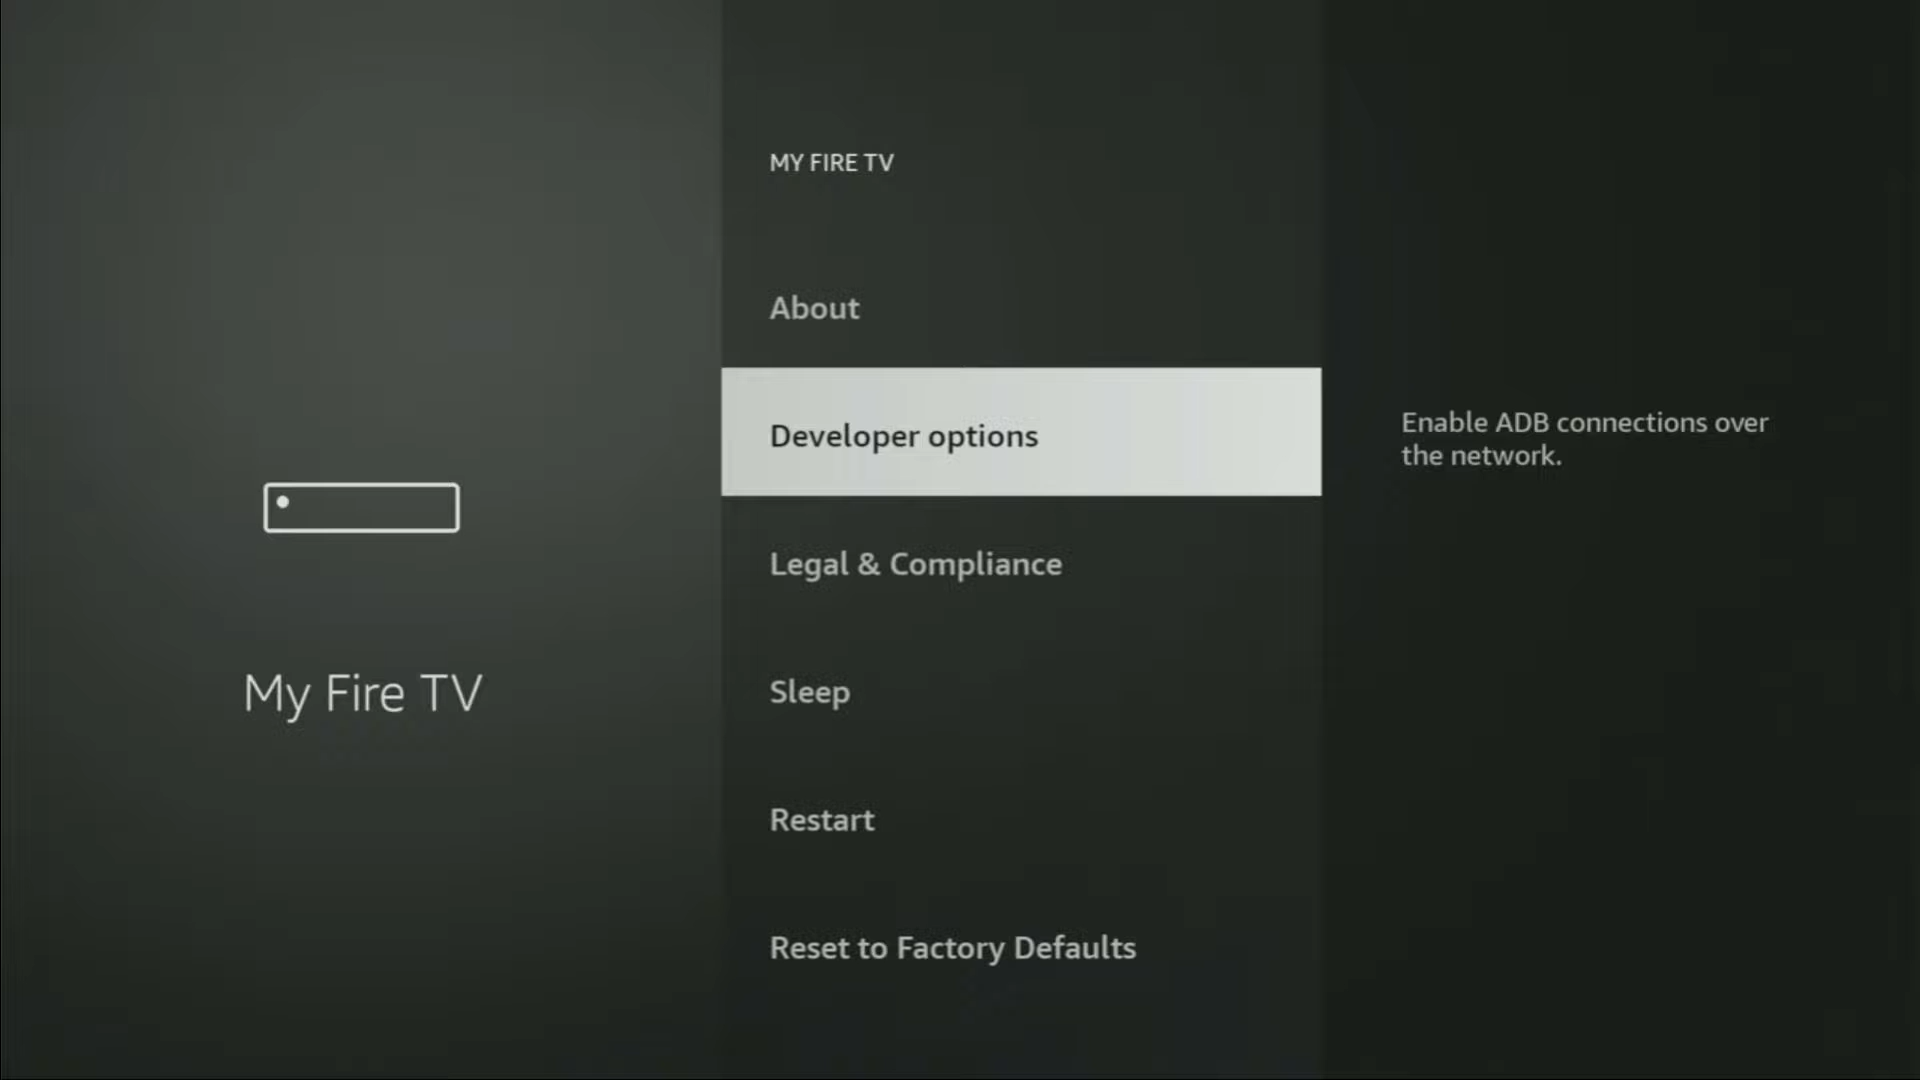 MY FIRE TV
About
Developer options
Enable ADB connections over
the network.
Legal & Compliance
Sleep
My Fire TV
Restart
Reset to Factory Defaults